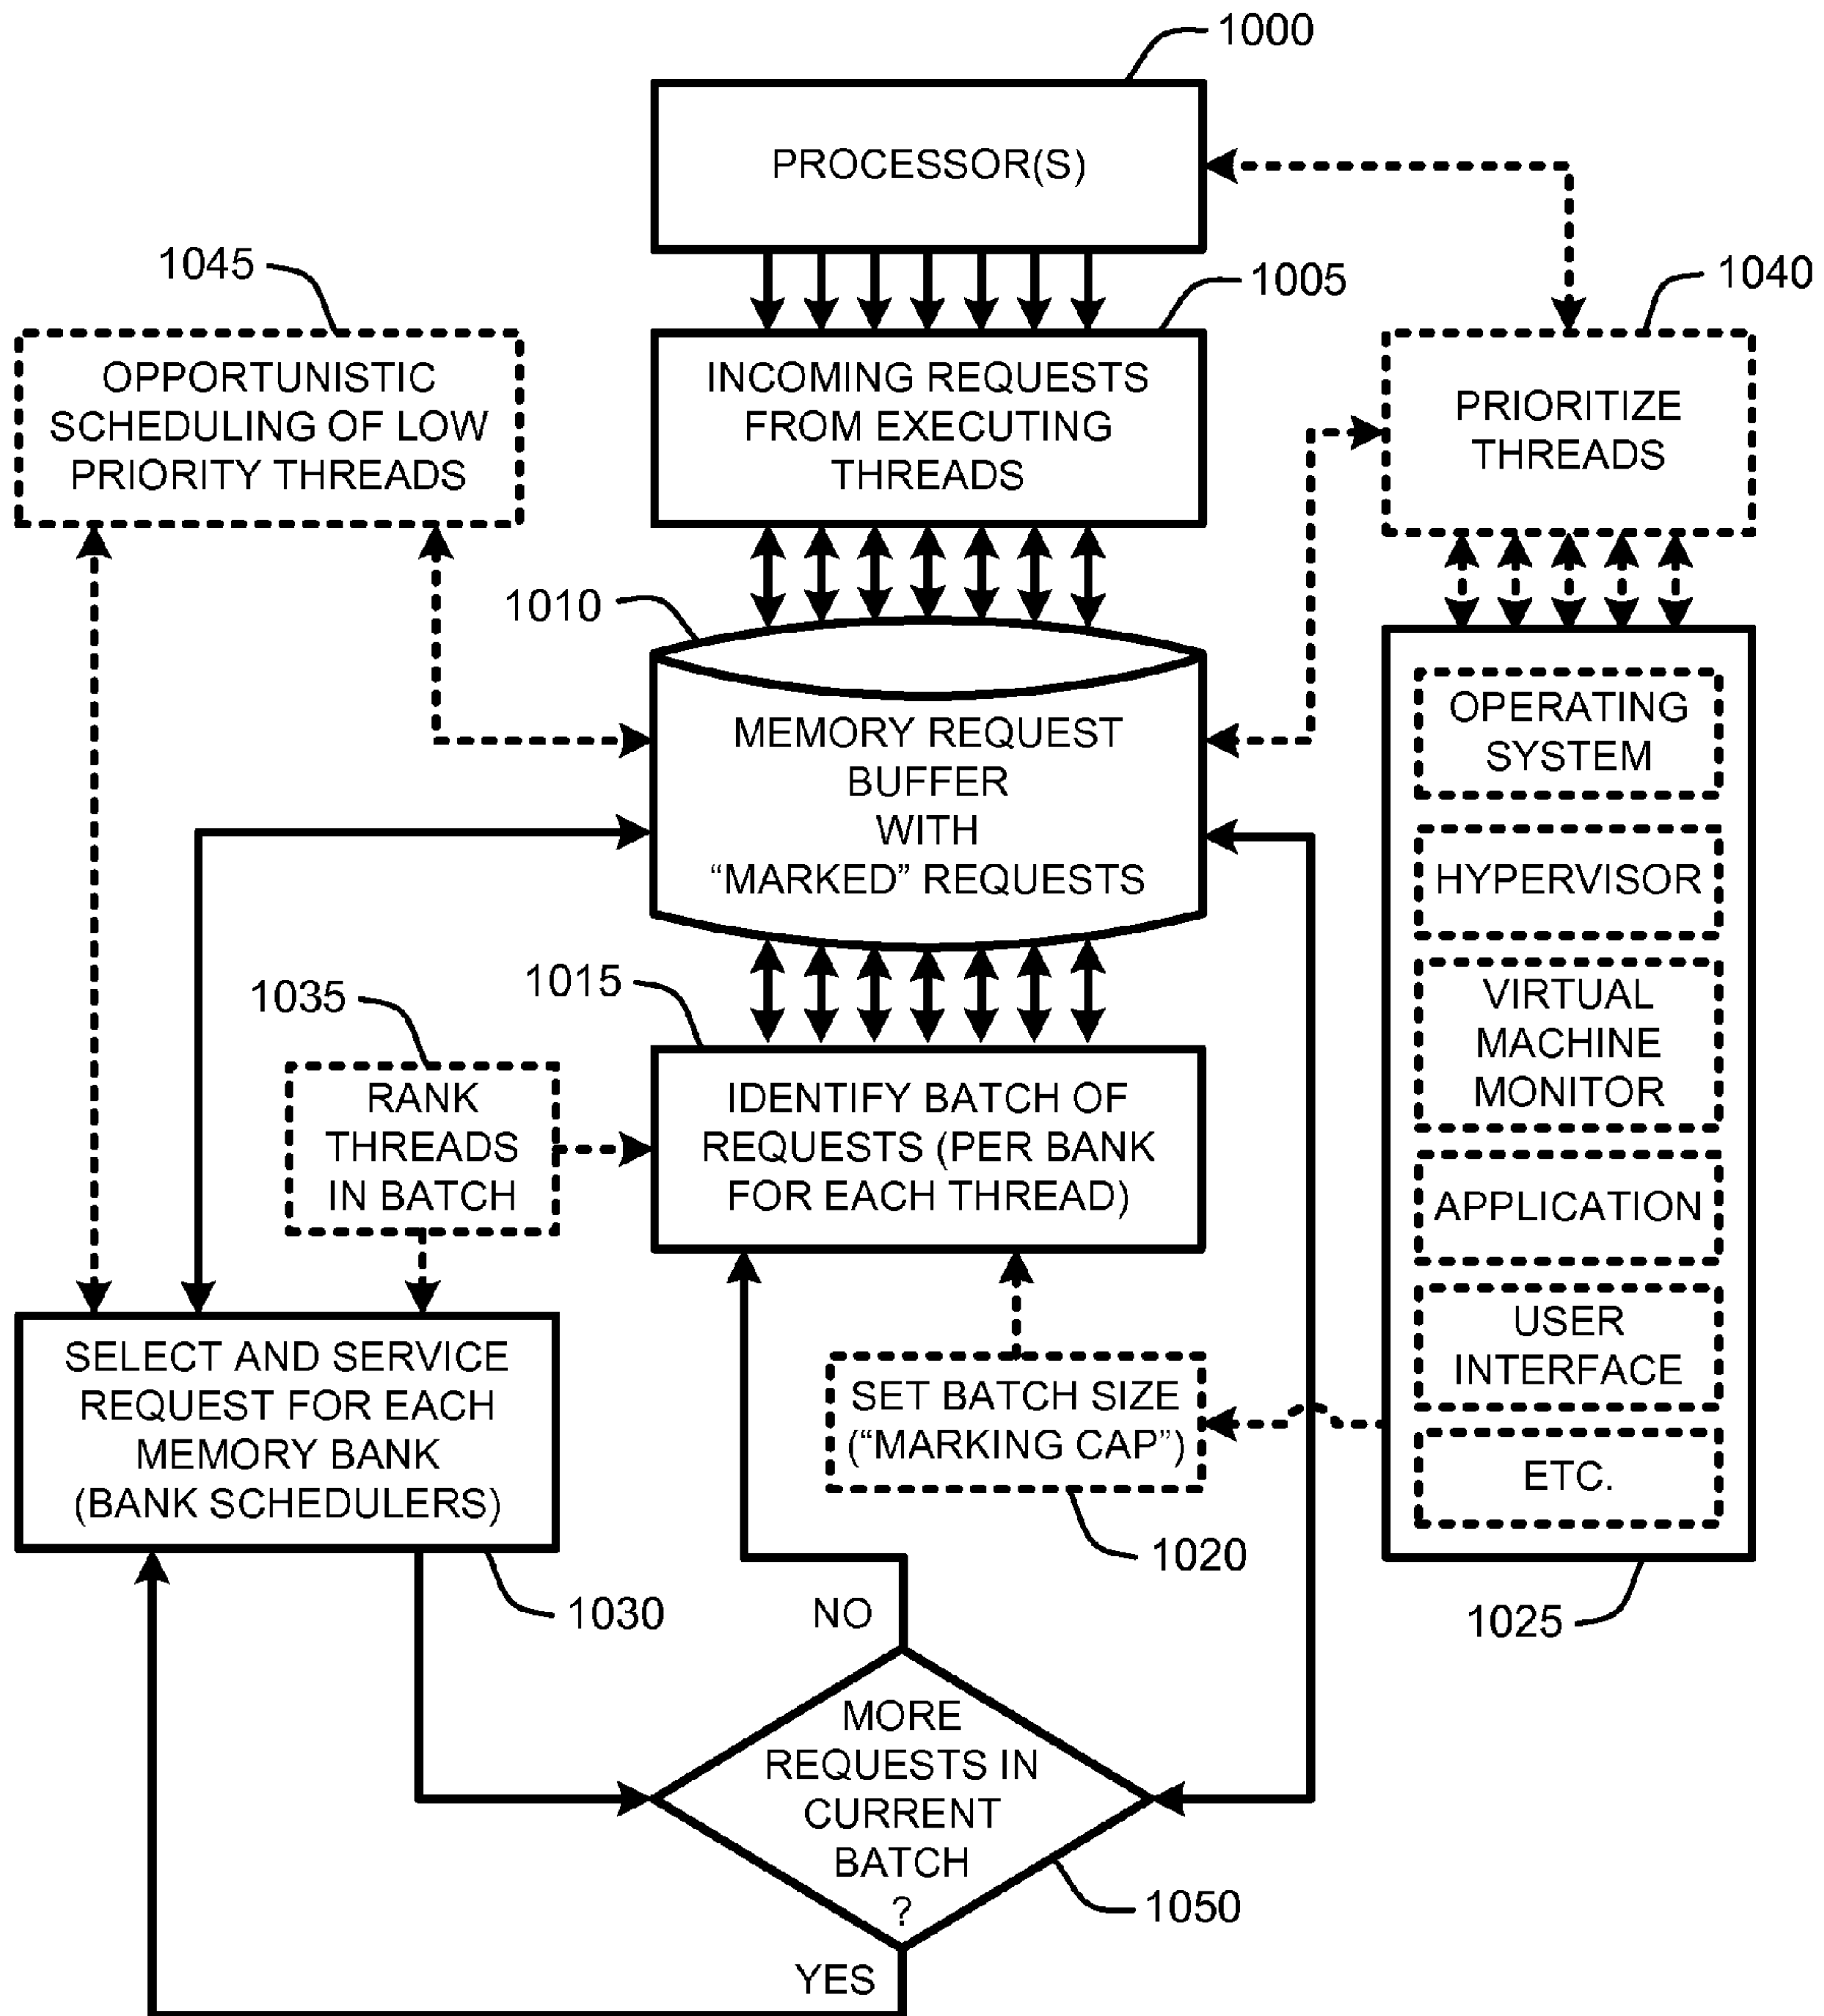 1000
PROCESSOR(S)
1045
1005
1040
OPPORTUNISTIC
SCHEDULING OF LOW
PRIORITY THREADS
INCOMING REQUESTS
FROM EXECUTING
THREADS
PRIORITIZE
THREADS
1010
MEMORY REQUEST
BUFFER
WITH
“MARKED” REQUESTS
OPERATING
SYSTEM
HYPERVISOR
VIRTUAL
MACHINE
MONITOR
APPLICATION
USER
INTERFACE
ETC.
1025
1035
1015
RANK
THREADS
IN BATCH
IDENTIFY BATCH OF
REQUESTS (PER BANK
FOR EACH THREAD)
SELECT AND SERVICE
REQUEST FOR EACH
MEMORY BANK
(BANK SCHEDULERS)
1030
SET BATCH SIZE
(“MARKING CAP”)
1020
NO
MORE
REQUESTS IN
CURRENT
BATCH
?
1050
YES